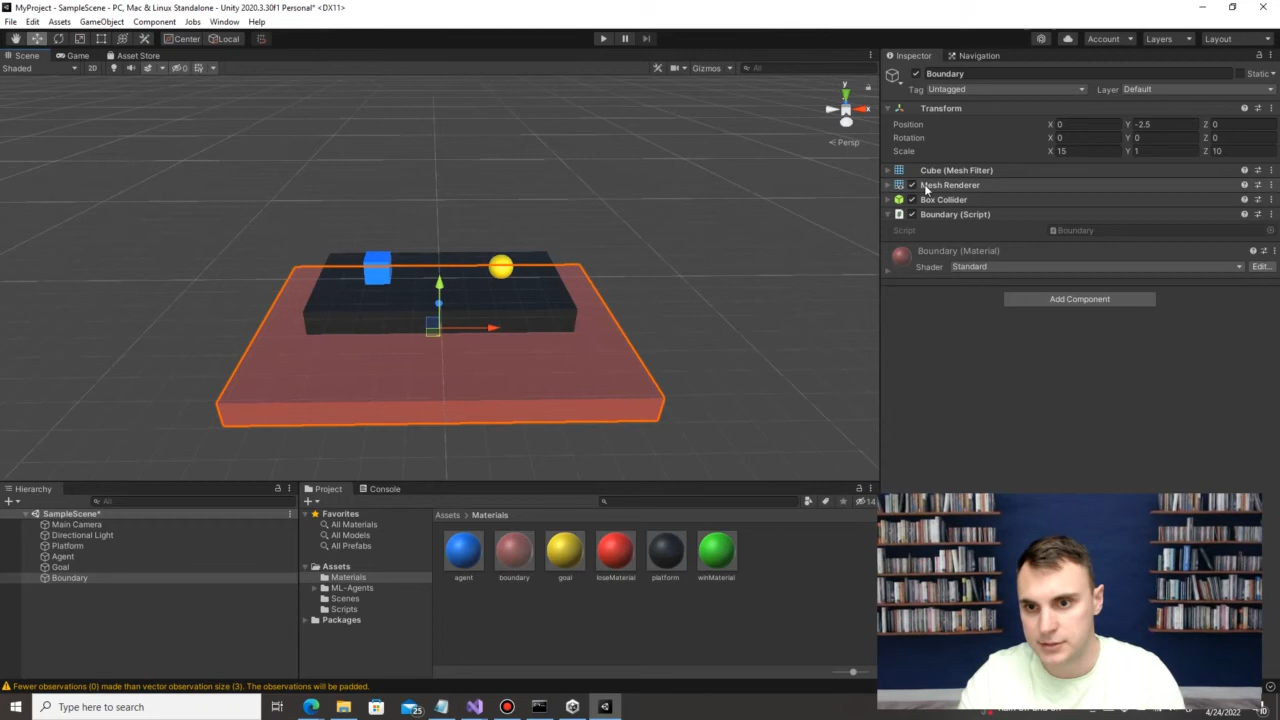 MyProject - SampleScene - PC, Mac & Linux Standalone - Unity 2020.3.30f1 Personal* <DX11>
File Edit Assets GameObject Component Jobs Window Help
Center Local Account Layers Layout
Scene Game Asset Store
Shaded 2D 0 Gizmos All
y
x
Persp
Inspector Navigation
Boundary Static
Tag Untagged Layer Default
Transform
Position X 0 Y -2.5 Z 0
Rotation X 0 Y 0 Z 0
Scale X 15 Y 1 Z 10
Cube (Mesh Filter)
Mesh Renderer
Box Collider
Boundary (Script)
Script Boundary
Boundary (Material)
Shader Standard Edit...
Add Component
Hierarchy
All
SampleScene*
Main Camera
Directional Light
Platform
Agent
Goal
Boundary
Project Console
14
Favorites
All Materials
All Models
All Prefabs
Assets
Materials
ML-Agents
Scenes
Scripts
Packages
Assets > Materials
agent boundary goal loseMaterial platform winMaterial
Fewer observations (0) made than vector observation size (3). The observations will be padded.
Type here to search
25
4/24/2022